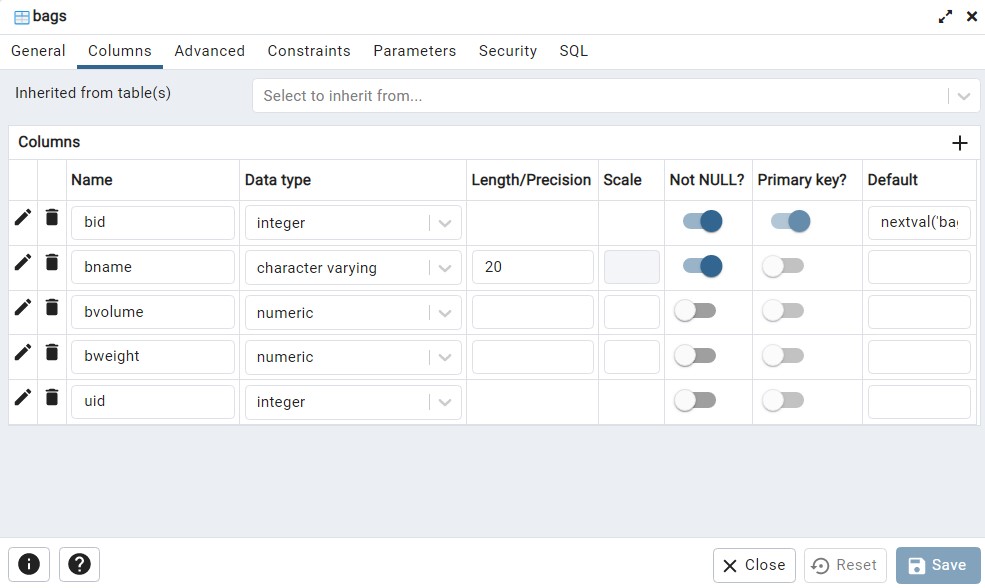 bags
General Columns Advanced Constraints Parameters Security SQL
Inherited from table(s) Select to inherit from...
Columns
Name Data type Length/Precision Scale Not NULL? Primary key? Default
bid integer nextval('ba
bname character varying 20
bvolume numeric
bweight numeric
uid integer
Close Reset Save